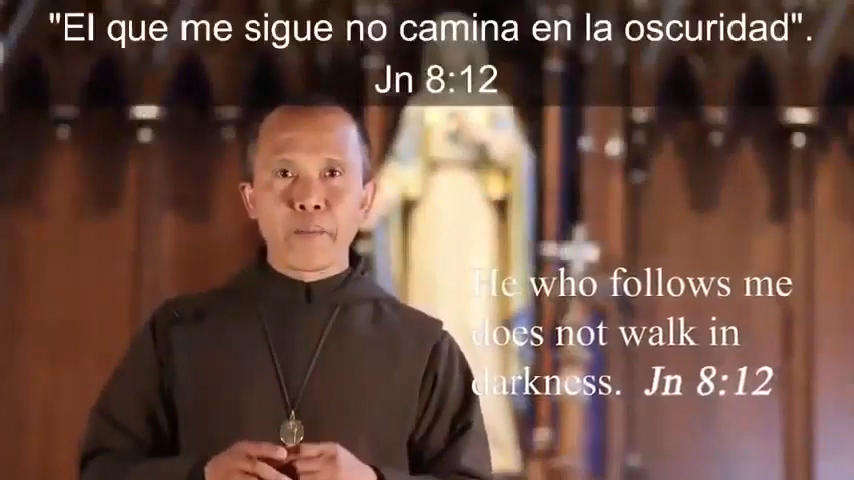 "El que me sigue no camina en la oscuridad".
Jn 8:12
He who follows me
does not walk in
darkness. Jn 8:12